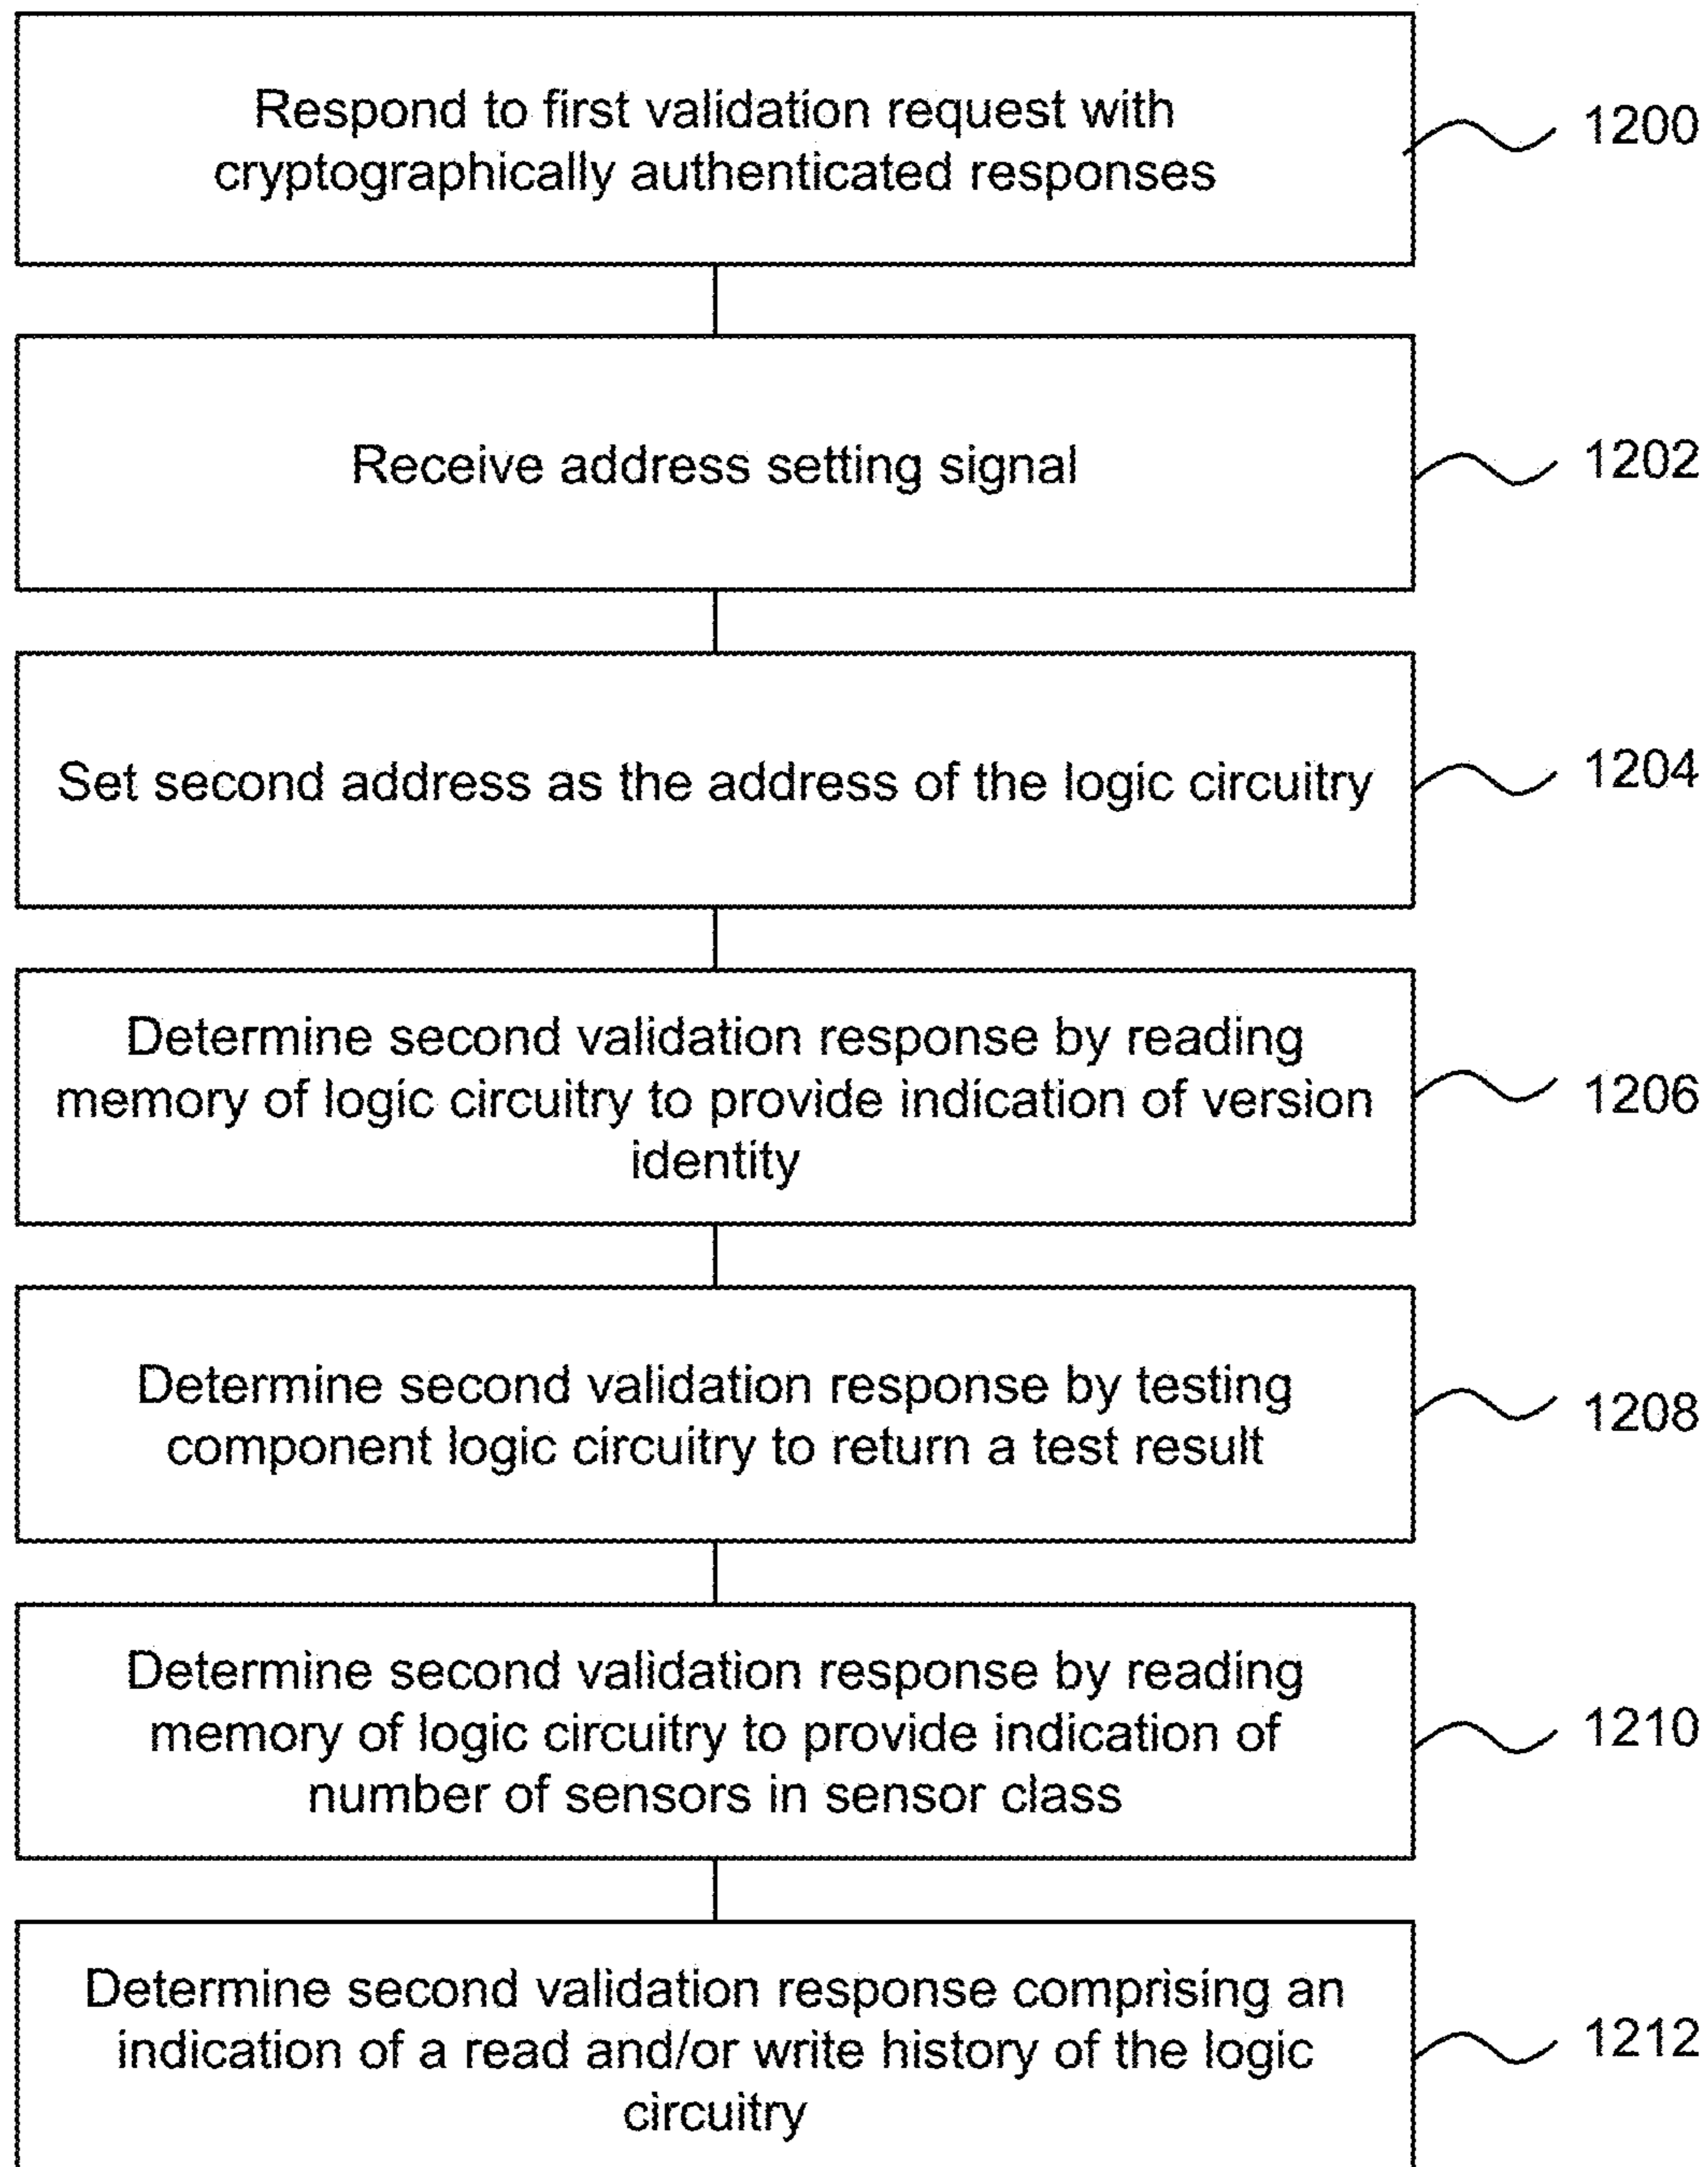 Respond to first validation request with
cryptographically authenticated responses
1200
Receive address setting signal
1202
Set second address as the address of the logic circuitry
1204
Determine second validation response by reading
memory of logic circuitry to provide indication of version
identity
1206
Determine second validation response by testing
component logic circuitry to return a test result
1208
Determine second validation response by reading
memory of logic circuitry to provide indication of
number of sensors in sensor class
1210
Determine second validation response comprising an
indication of a read and/or write history of the logic
circuitry
1212